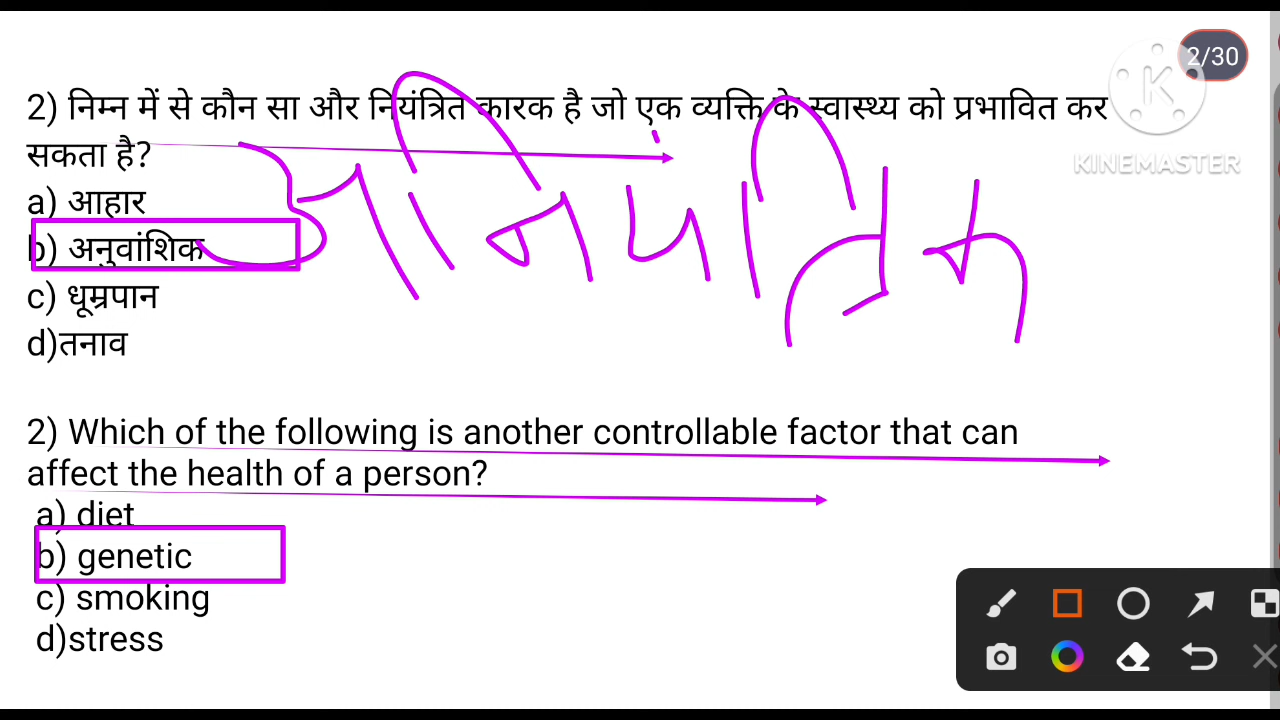 2/30
2) निम्न में से कौन सा और नियंत्रित कारक है जो एक व्यक्ति के स्वास्थ्य को प्रभावित कर
सकता है?
KINEMASTER
a) आहार
b) अनुवांशिक
c) धूम्रपान
d)तनाव
2) Which of the following is another controllable factor that can
affect the health of a person?
a) diet
b) genetic
c) smoking
d)stress